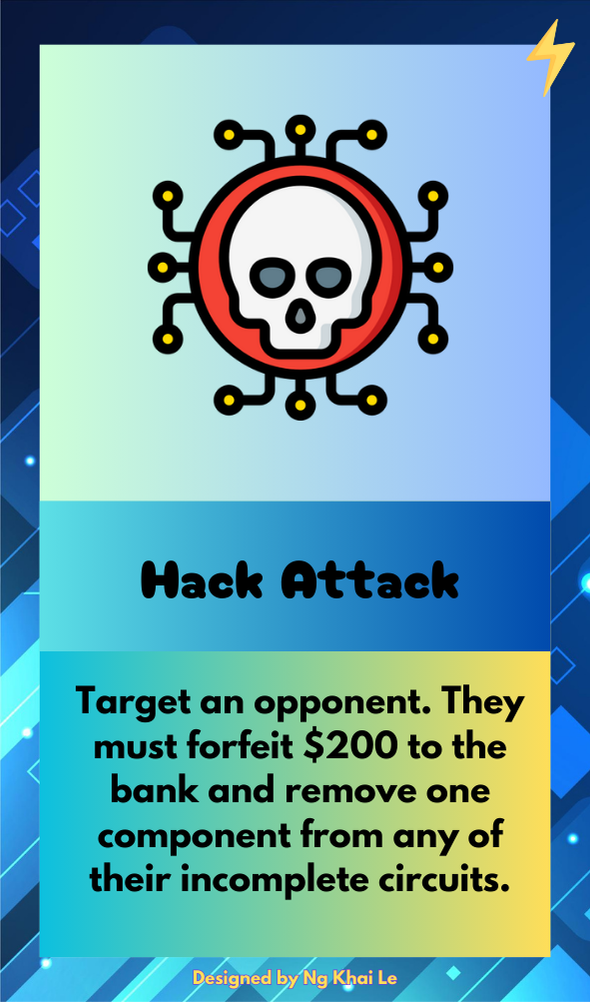 Hack Attack
Target an opponent. They
must forfeit $200 to the
bank and remove one
component from any of
their incomplete circuits.
Designed by Ng Khai Le